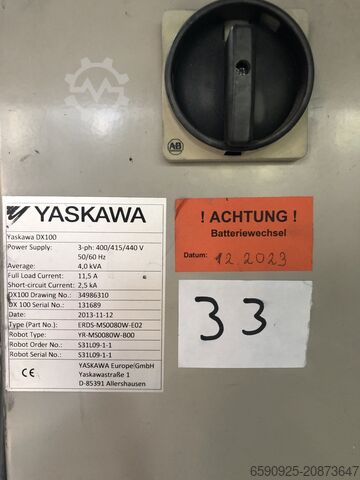 AB
YASKAWA
Yaskawa DX100
Power Supply: 3-ph: 400/415/440 V
50/60 Hz
Average: 4,0 kVA
Full Load Current: 11,5 A
Short-circuit Current: 2,5 kA
DX100 Drawing No.: 34986310
DX 100 Serial No.: 131689
Date: 2013-11-12
Type (Part No.): ERDS-MS0080W-E02
Robot Type: YR-MS0080W-B00
Robot Order No.: S31L09-1-1
Robot Serial No.: S31L09-1-1
CE
YASKAWA Europe GmbH
Yaskawastraße 1
D-85391 Allershausen
! ACHTUNG !
Batteriewechsel
Datum: 12.2023
33
6590925-20873647